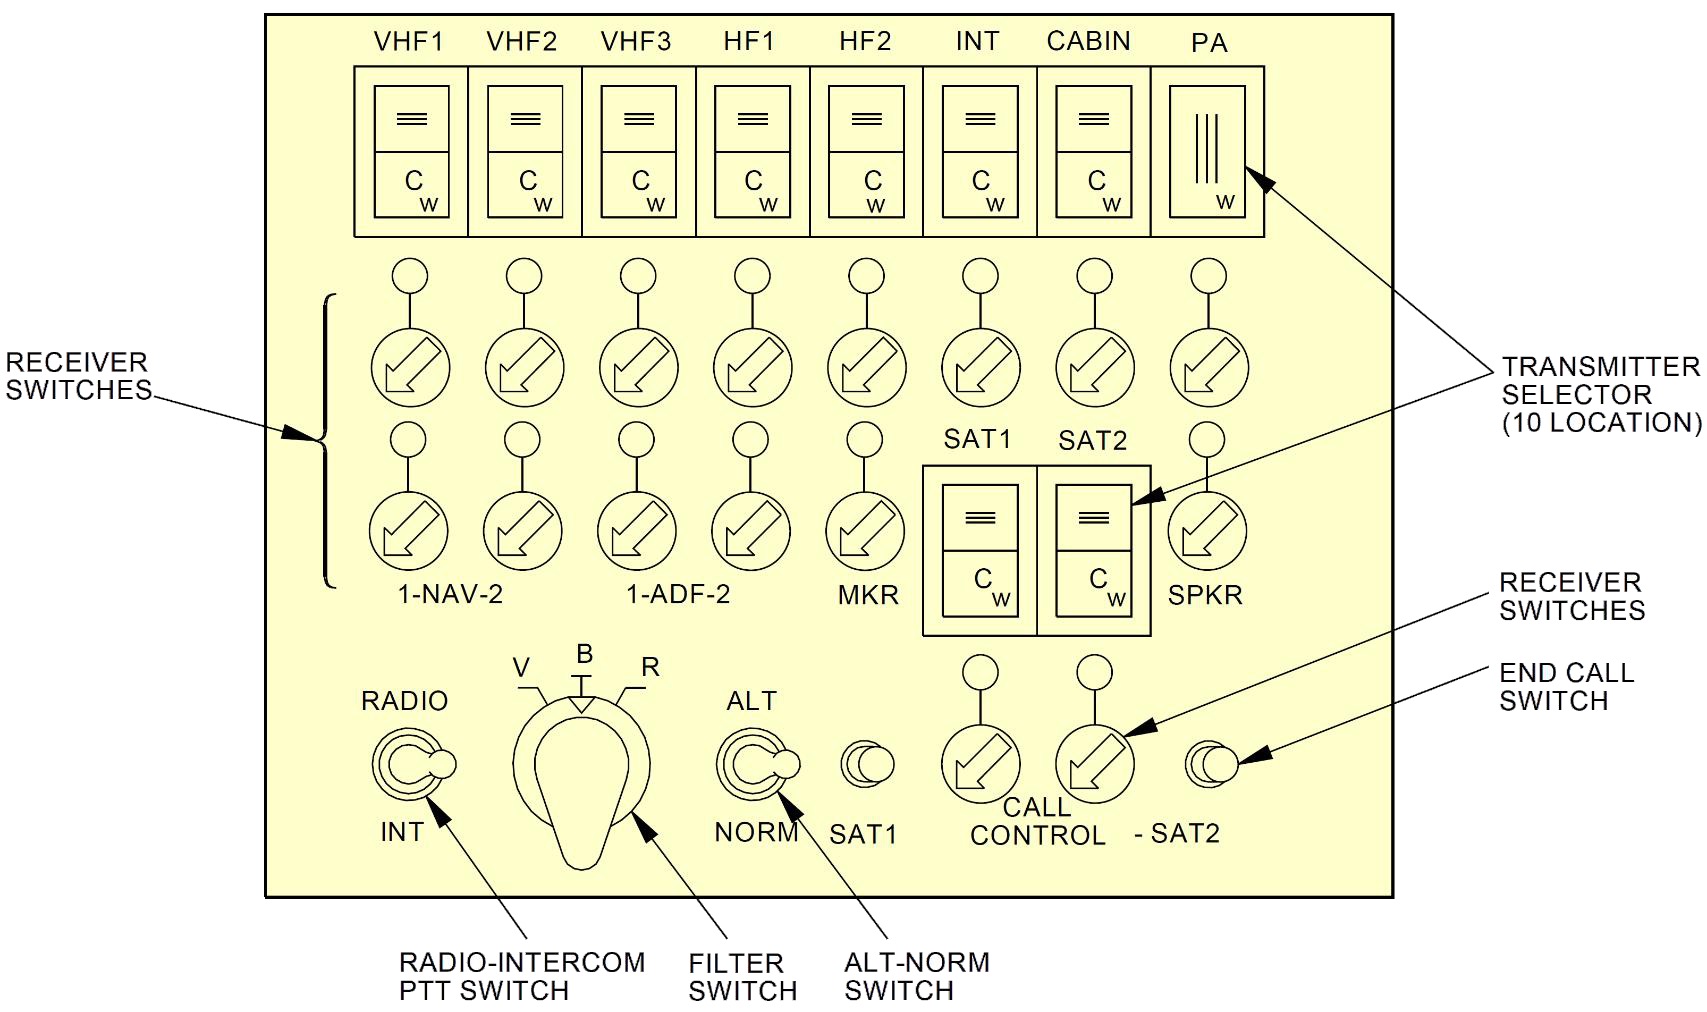 VHF1 VHF2 VHF3 HF1 HF2 INT CABIN PA
C W C W C W C W C W C W C W W
RECEIVER
SWITCHES
TRANSMITTER
SELECTOR
(10 LOCATION)
SAT1 SAT2
C W C W
1-NAV-2 1-ADF-2 MKR SPKR
RECEIVER
SWITCHES
END CALL
SWITCH
V B R
RADIO ALT
INT NORM SAT1 CALL
CONTROL - SAT2
RADIO-INTERCOM
PTT SWITCH
FILTER
SWITCH
ALT-NORM
SWITCH